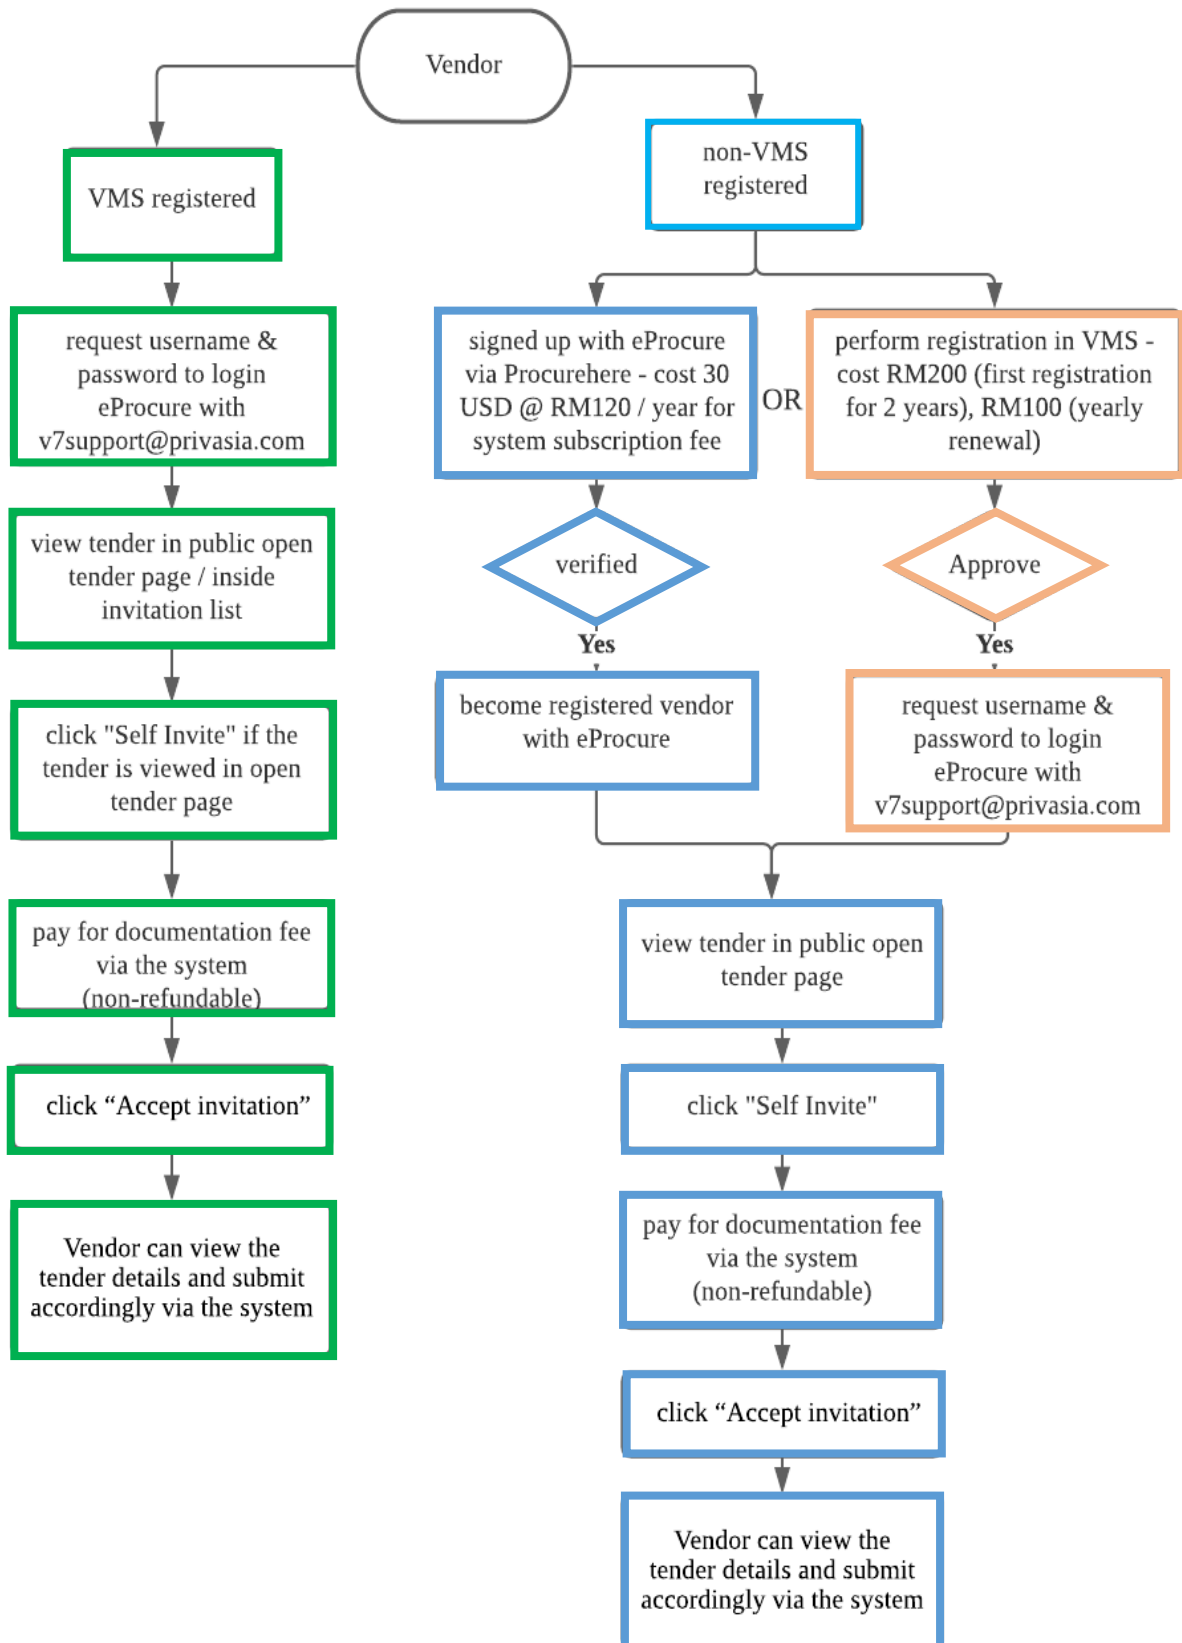 Vendor
VMS registered
request username &
password to login
eProcure with
v7support@privasia.com
view tender in public open
tender page / inside
invitation list
click "Self Invite" if the
tender is viewed in open
tender page
pay for documentation fee
via the system
(non-refundable)
click “Accept invitation”
Vendor can view the
tender details and submit
accordingly via the system
non-VMS
registered
signed up with eProcure
via Procurehere - cost 30
USD @ RM120 / year for
system subscription fee
OR
perform registration in VMS -
cost RM200 (first registration
for 2 years), RM100 (yearly
renewal)
verified
Yes
become registered vendor
with eProcure
Approve
Yes
request username &
password to login
eProcure with
v7support@privasia.com
view tender in public open
tender page
click "Self Invite"
pay for documentation fee
via the system
(non-refundable)
click “Accept invitation”
Vendor can view the
tender details and submit
accordingly via the system